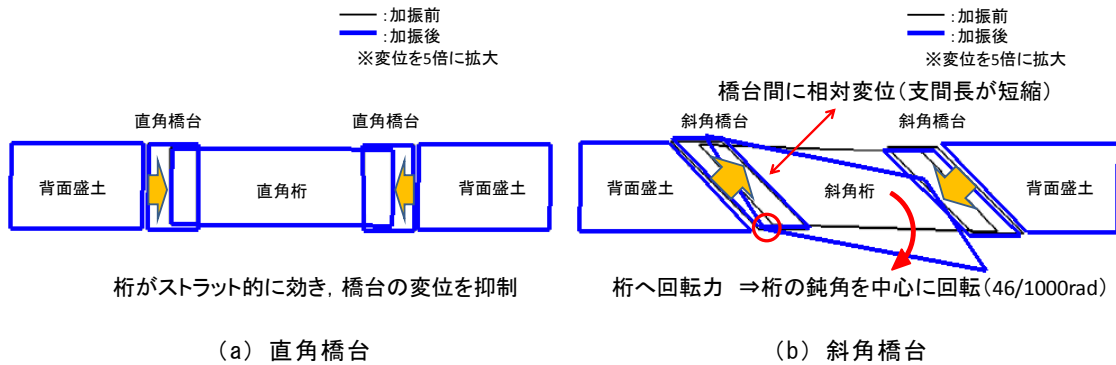 :加振前
:加振後
※変位を5倍に拡大
直角橋台
直角橋台
背面盛土
直角桁
背面盛土
桁がストラット的に効き，橋台の変位を抑制
(a) 直角橋台
:加振前
:加振後
※変位を5倍に拡大
橋台間に相対変位(支間長が短縮)
斜角橋台
斜角橋台
背面盛土
斜角桁
背面盛土
桁へ回転力 ⇒桁の鈍角を中心に回転(46/1000rad)
(b) 斜角橋台